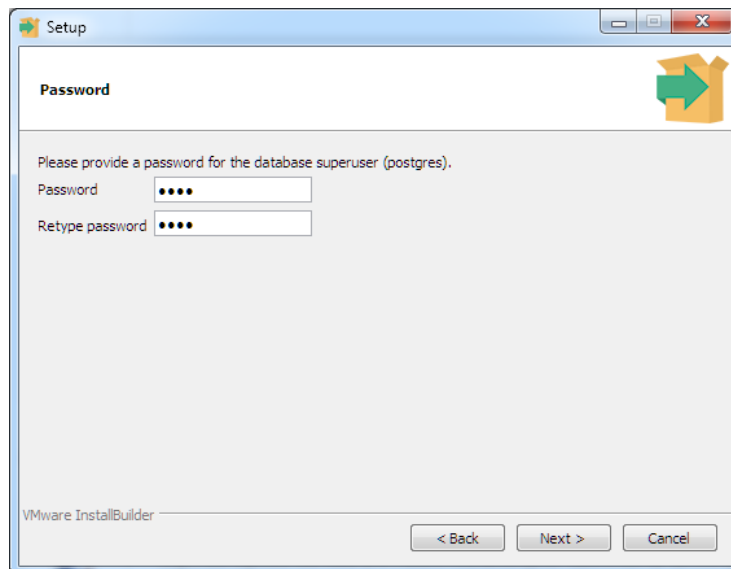 Setup
Password
Please provide a password for the database superuser (postgres).
Password ••••
Retype password ••••
VMware InstallBuilder
< Back Next > Cancel